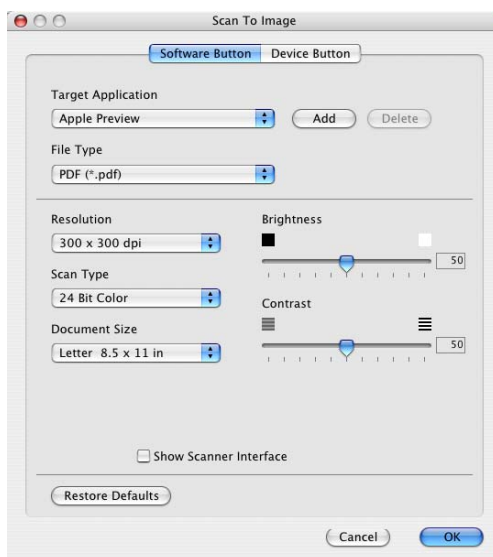 Scan To Image
Software Button Device Button
Target Application
Apple Preview Add Delete
File Type
PDF (*.pdf)
Resolution Brightness
300 x 300 dpi
50
Scan Type
24 Bit Color
Contrast
Document Size
Letter 8.5 x 11 in 50
Show Scanner Interface
Restore Defaults
Cancel OK